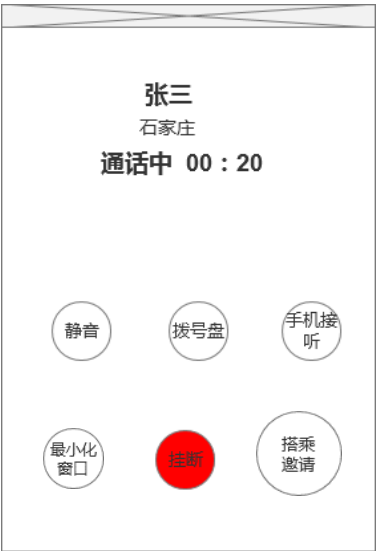 张三
石家庄
通话中 00：20
静音
拨号盘
手机接
听
最小化
窗口
挂断
搭乘
邀请